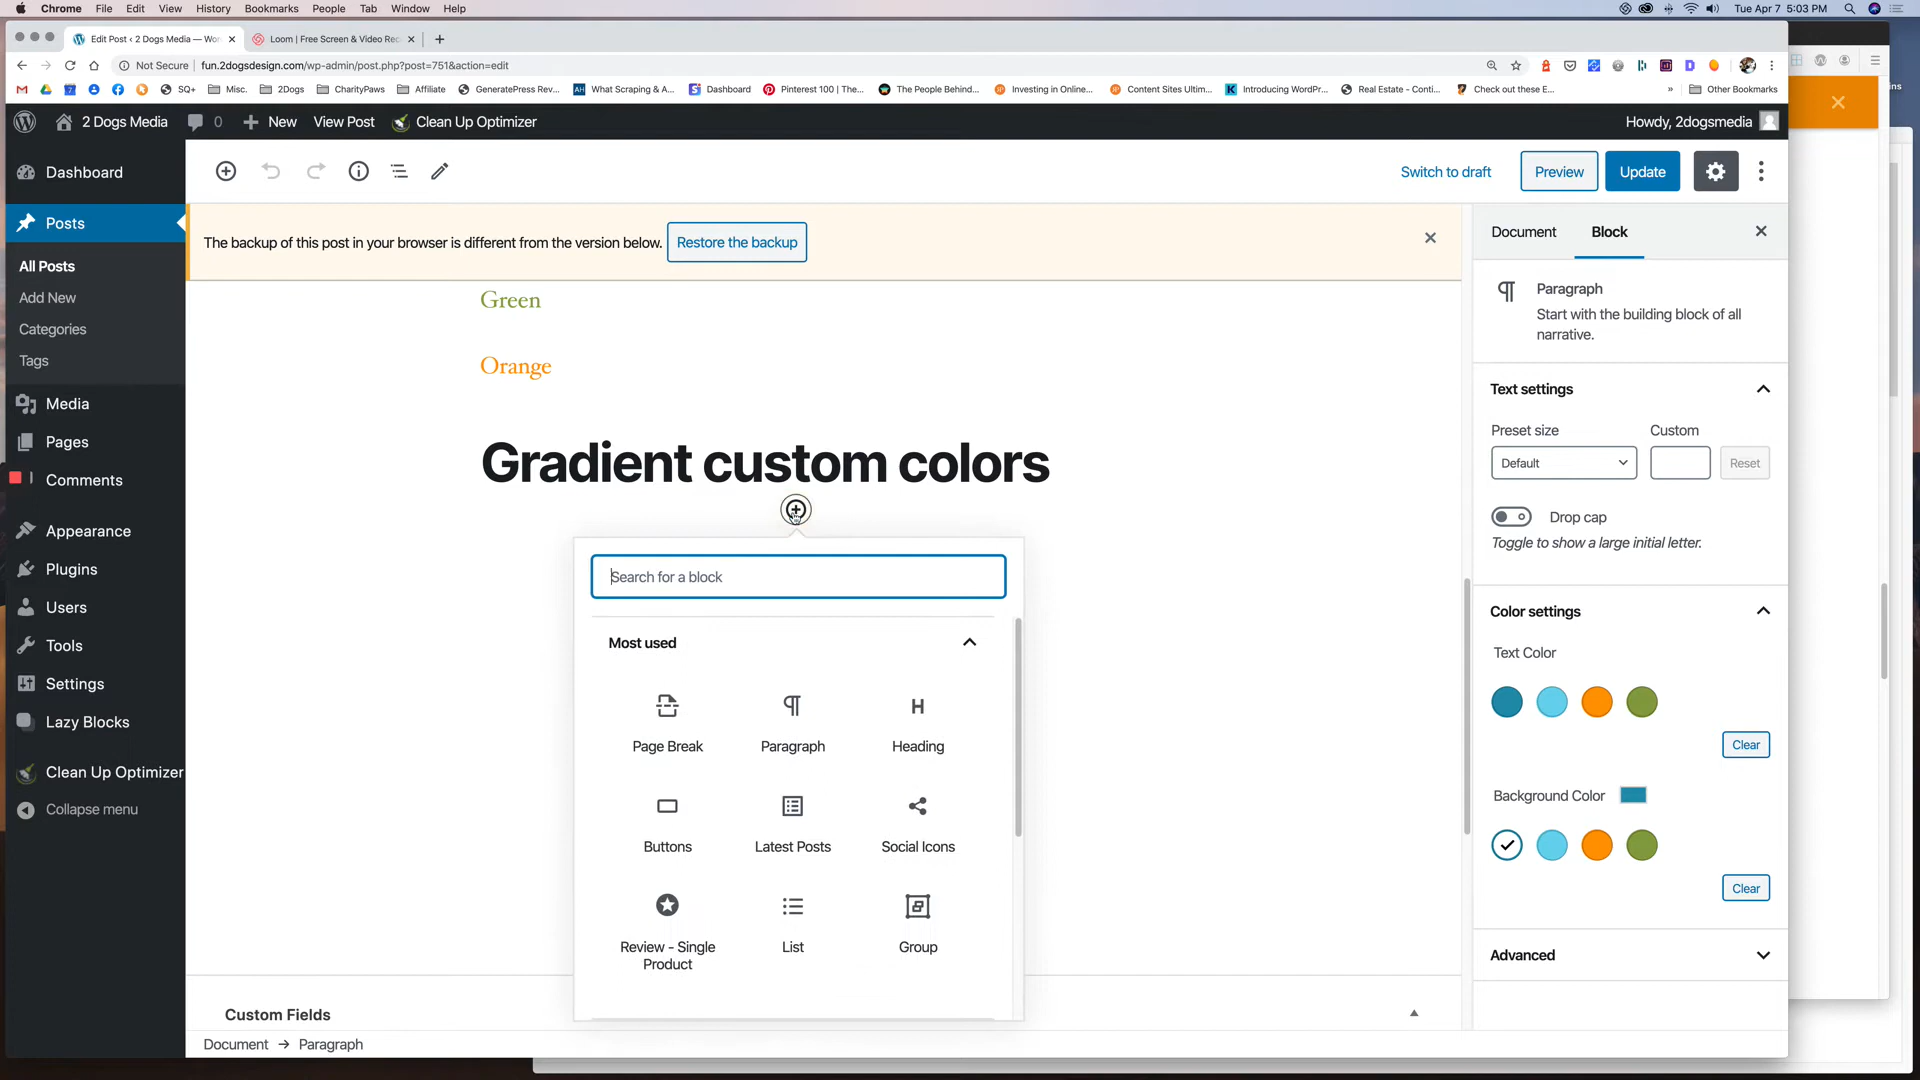 Chrome File Edit View History Bookmarks People Tab Window Help
Tue Apr 7 5:03 PM
Edit Post ‹ 2 Dogs Media — Wor
Loom | Free Screen & Video Rec
Not Secure fun.2dogsdesign.com/wp-admin/post.php?post=751&action=edit
SQ+ Misc. 2Dogs CharityPaws Affiliate GeneratePress Rev... What Scraping & A... Dashboard Pinterest 100 | The... The People Behind... Investing in Online... Content Sites Ultim... Introducing WordPr... Real Estate - Conti... Check out these E... » Other Bookmarks
2 Dogs Media 0 New View Post Clean Up Optimizer Howdy, 2dogsmedia
Switch to draft Preview Update
Dashboard
Posts
All Posts
Add New
Categories
Tags
Media
Pages
Comments
Appearance
Plugins
Users
Tools
Settings
Lazy Blocks
Clean Up Optimizer
Collapse menu
The backup of this post in your browser is different from the version below. Restore the backup
Green
Orange
Gradient custom colors
Search for a block
Most used
Page Break Paragraph Heading
Buttons Latest Posts Social Icons
Review - Single Product List Group
Custom Fields
Document → Paragraph
Document Block
Paragraph
Start with the building block of all
narrative.
Text settings
Preset size Custom
Default Reset
Drop cap
Toggle to show a large initial letter.
Color settings
Text Color
Clear
Background Color
Clear
Advanced